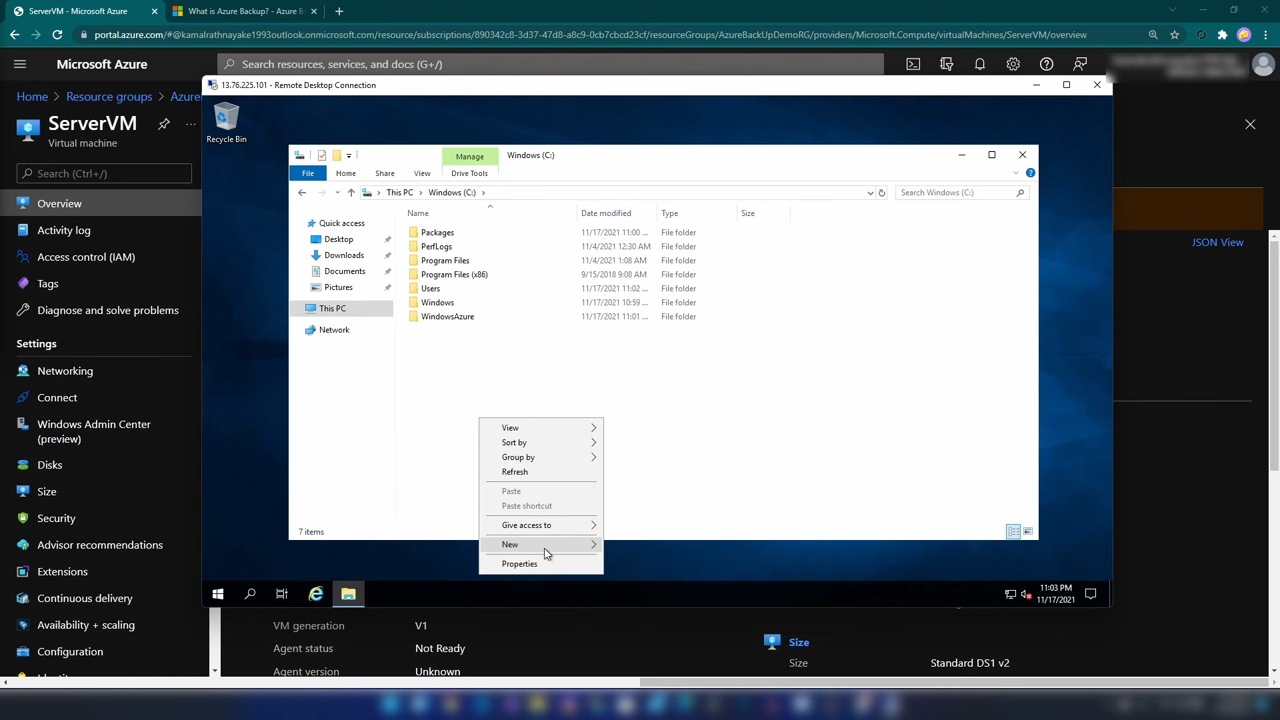 ServerVM - Microsoft Azure
What is Azure Backup? - Azure B
portal.azure.com/#@kamalrathnayake1993outlook.onmicrosoft.com/resource/subscriptions/890342c8-3d37-47d8-a8c9-0cb7cbcd23cf/resourceGroups/AzureBackUpDemoRG/providers/Microsoft.Compute/virtualMachines/ServerVM/overview
Microsoft Azure
Search resources, services, and docs (G+/)
Home > Resource groups > Azure
ServerVM
Virtual machine
Search (Ctrl+/)
Overview
Activity log
Access control (IAM)
Tags
Diagnose and solve problems
Settings
Networking
Connect
Windows Admin Center
(preview)
Disks
Size
Security
Advisor recommendations
Extensions
Continuous delivery
Availability + scaling
Configuration
13.76.225.101 - Remote Desktop Connection
Recycle Bin
Manage
Windows (C:)
File
Home
Share
View
Drive Tools
This PC > Windows (C:) >
Search Windows (C:)
Name
Date modified
Type
Size
Quick access
Desktop
Downloads
Documents
Pictures
This PC
Network
Packages 11/17/2021 11:00 ... File folder
PerfLogs 11/4/2021 12:30 AM File folder
Program Files 11/4/2021 1:08 AM File folder
Program Files (x86) 9/15/2018 9:08 AM File folder
Users 11/17/2021 11:02 ... File folder
Windows 11/17/2021 10:59 ... File folder
WindowsAzure 11/17/2021 11:01 ... File folder
View
Sort by
Group by
Refresh
Paste
Paste shortcut
Give access to
New
Properties
7 items
11:03 PM
11/17/2021
JSON View
VM generation V1
Agent status Not Ready
Agent version Unknown
Size
Size Standard DS1 v2